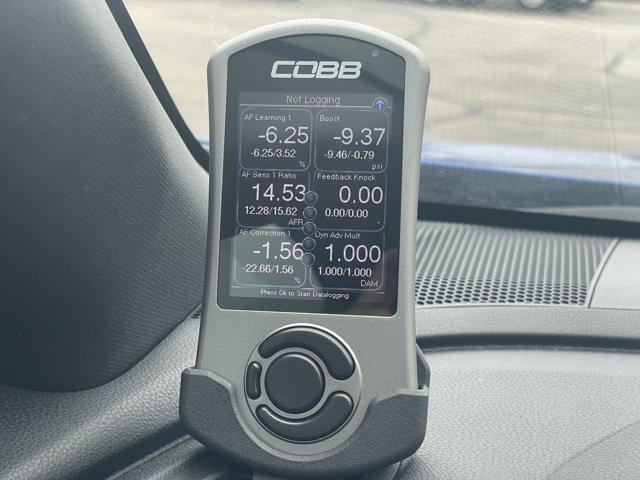 COBB
Not Logging
AF Learning 1
-6.25
-6.25/3.52
%
Boost
-9.37
-9.46/-0.79
psi
AF Sens 1 Ratio
14.53
12.28/15.62
AFR
Feedback Knock
0.00
0.00/0.00
AF Correction 1
-1.56
-22.66/1.56
%
Dyn Adv Mult
1.000
1.000/1.000
DAM
Press Ok to Start Datalogging